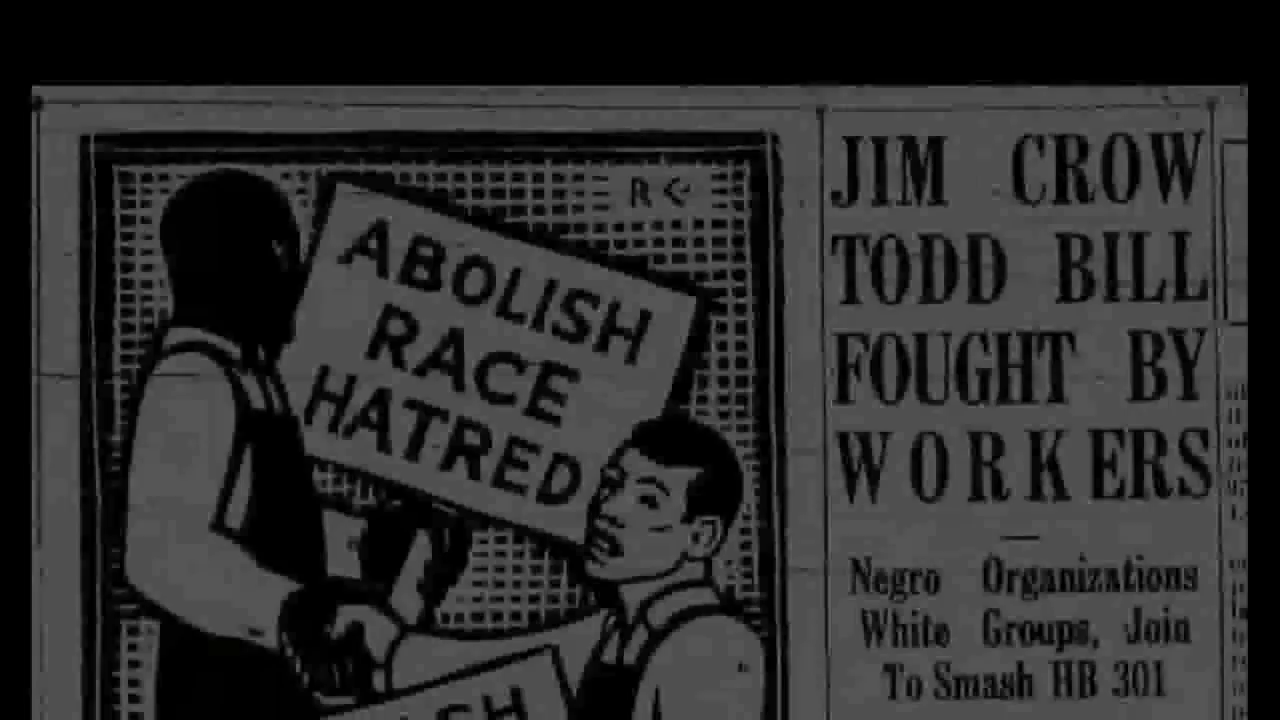 R
ABOLISH
RACE
HATRED
JIM CROW
TODD BILL
FOUGHT BY
WORKERS
Negro Organizations
White Groups, Join
To Smash HB 301